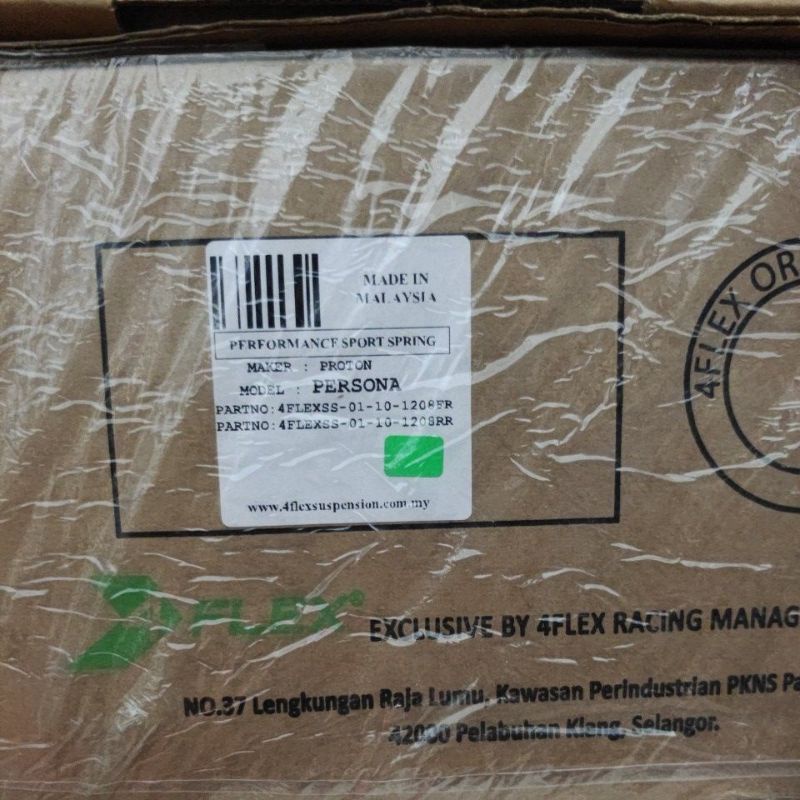 MADE IN
MALAYSIA
PERFORMANCE SPORT SPRING
MAKER : PROTON
MODEL : PERSONA
PARTNO:4FLEXSS-01-10-1208FR
PARTNO:4FLEXSS-01-10-1208RR
www.4flexsuspension.com.my
4FLEX OR
FLEX®
EXCLUSIVE BY 4FLEX RACING MANAG
NO.37 Lengkungan Raja Lumu, Kawasan Perindustrian PKNS Pa
42000 Pelabuhan Klang, Selangor.